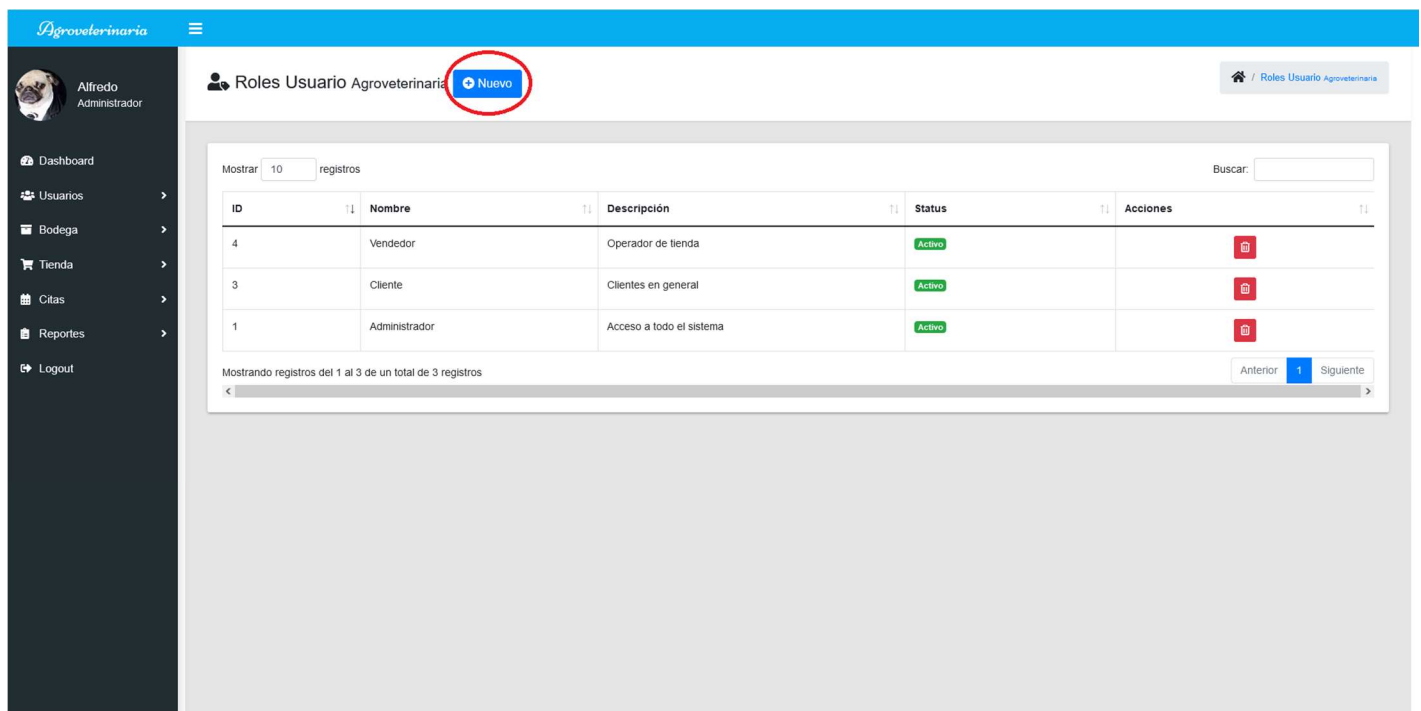 Agroveterinaria
Alfredo
Administrador
Dashboard
Usuarios
Bodega
Tienda
Citas
Reportes
Logout
Roles Usuario Agroveterinaria Nuevo
/ Roles Usuario Agroveterinaria
Mostrar 10 registros
Buscar:
ID Nombre Descripción Status Acciones
4 Vendedor Operador de tienda Activo
3 Cliente Clientes en general Activo
1 Administrador Acceso a todo el sistema Activo
Mostrando registros del 1 al 3 de un total de 3 registros
Anterior 1 Siguiente